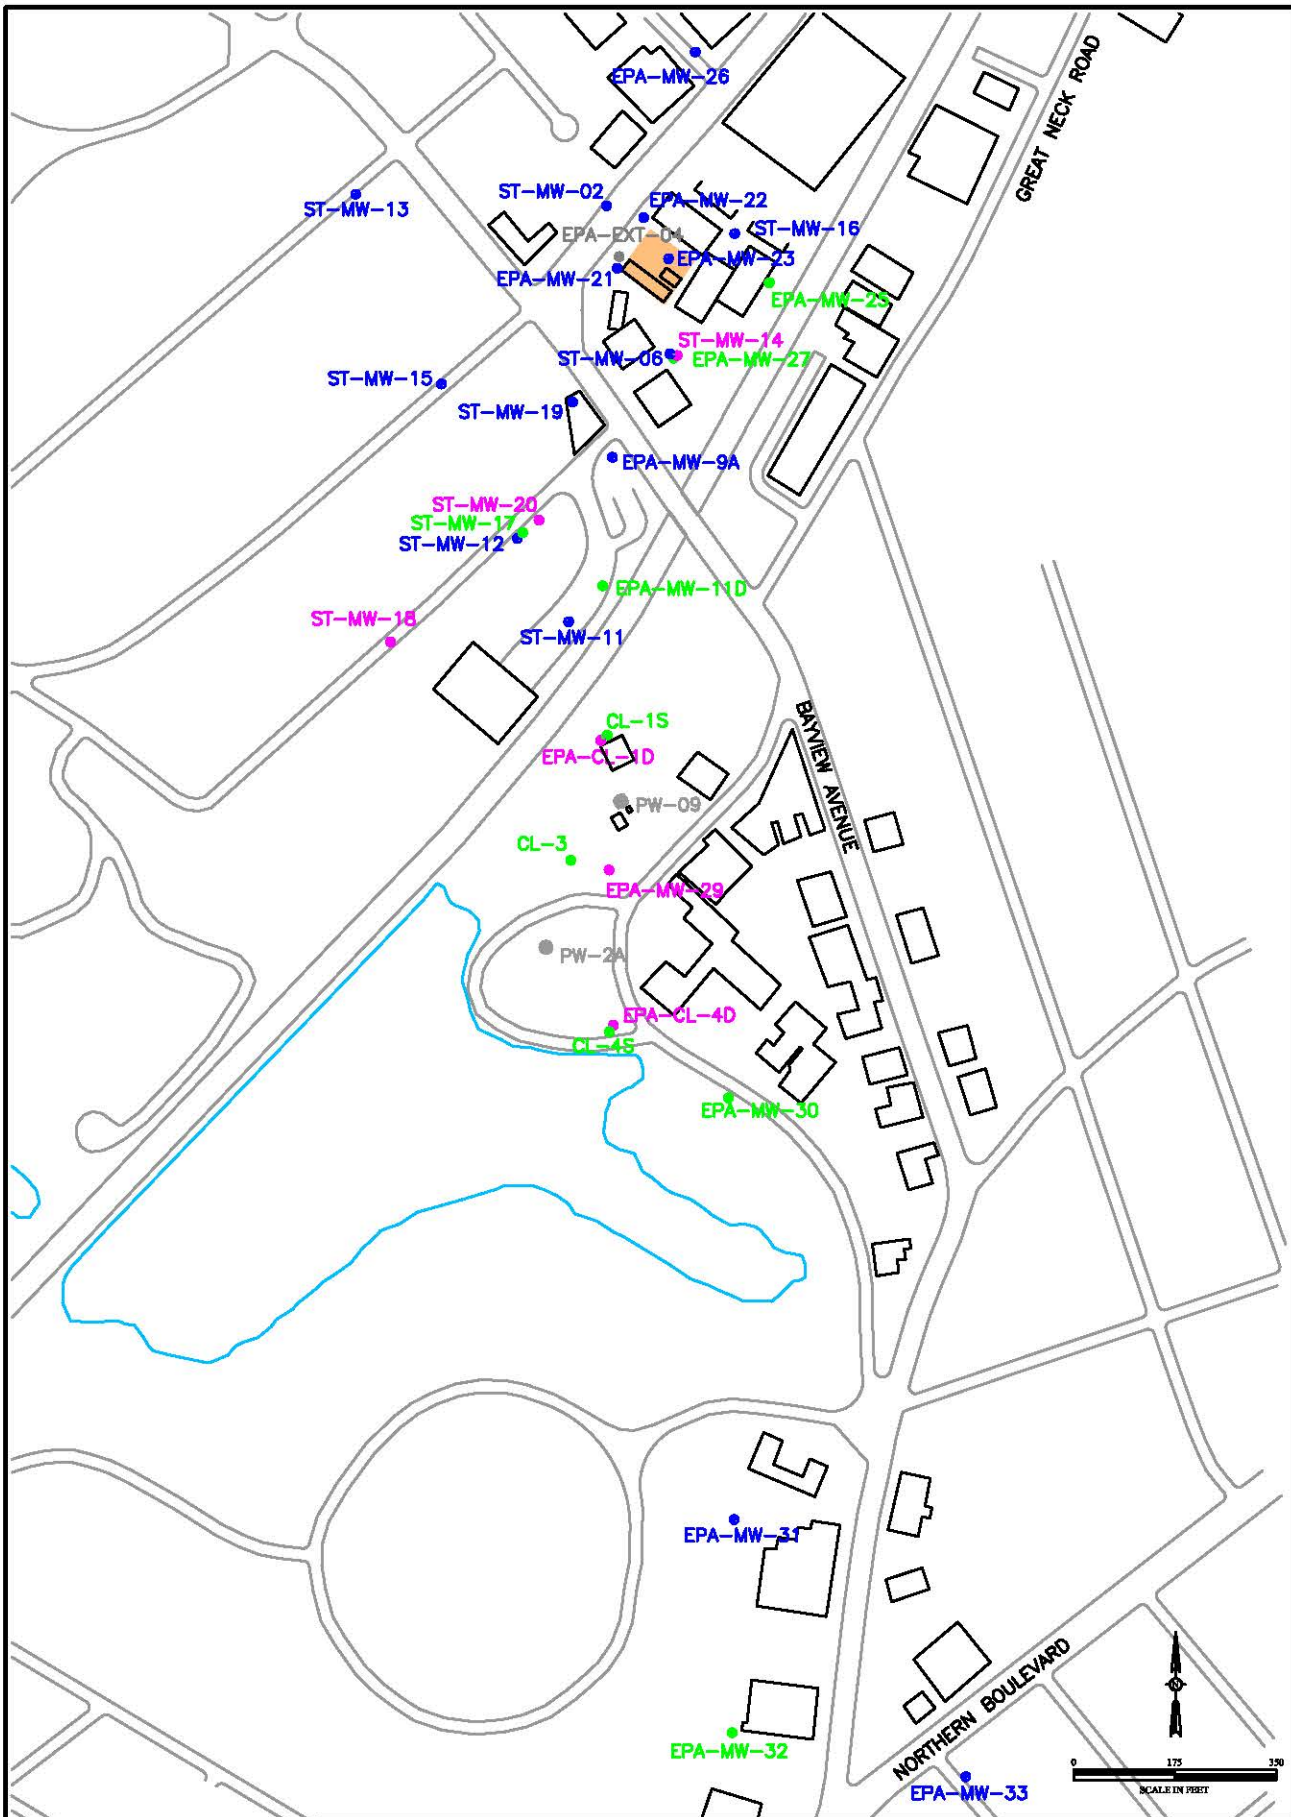 EPA-MW-26
GREAT NECK ROAD
ST-MW-02
ST-MW-13
EPA-MW-22
ST-MW-16
EPA-EXT-04
EPA-MW-23
EPA-MW-21
EPA-MW-25
ST-MW-14
ST-MW-06
EPA-MW-27
ST-MW-15
ST-MW-19
EPA-MW-9A
ST-MW-20
ST-MW-17
ST-MW-12
EPA-MW-11D
ST-MW-18
ST-MW-11
CL-1S
EPA-CL-1D
BAYVIEW AVENUE
PW-09
CL-3
EPA-MW-29
PW-2A
EPA-CL-4D
CL-4S
EPA-MW-30
EPA-MW-31
NORTHERN BOULEVARD
EPA-MW-32
EPA-MW-33
0 175 350
SCALE IN FEET